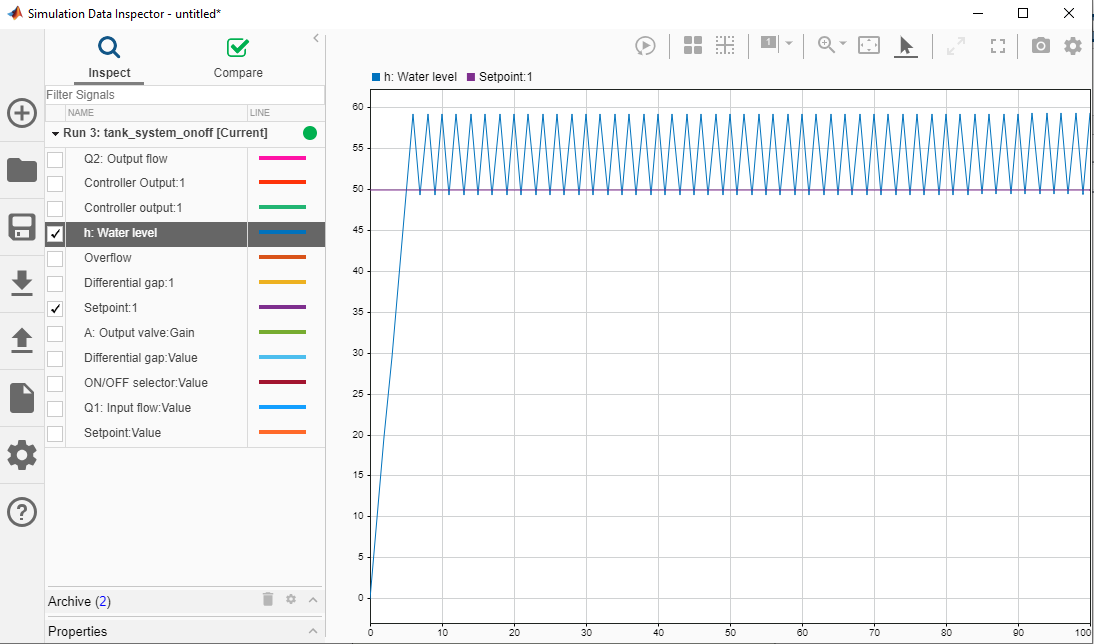 Simulation Data Inspector - untitled*
Inspect
Compare
Filter Signals
NAME
LINE
Run 3: tank_system_onoff [Current]
Q2: Output flow
Controller Output:1
Controller output:1
h: Water level
Overflow
Differential gap:1
Setpoint:1
A: Output valve:Gain
Differential gap:Value
ON/OFF selector:Value
Q1: Input flow:Value
Setpoint:Value
Archive (2)
Properties
1
h: Water level Setpoint:1
60
55
50
45
40
35
30
25
20
15
10
5
0
0 10 20 30 40 50 60 70 80 90 100